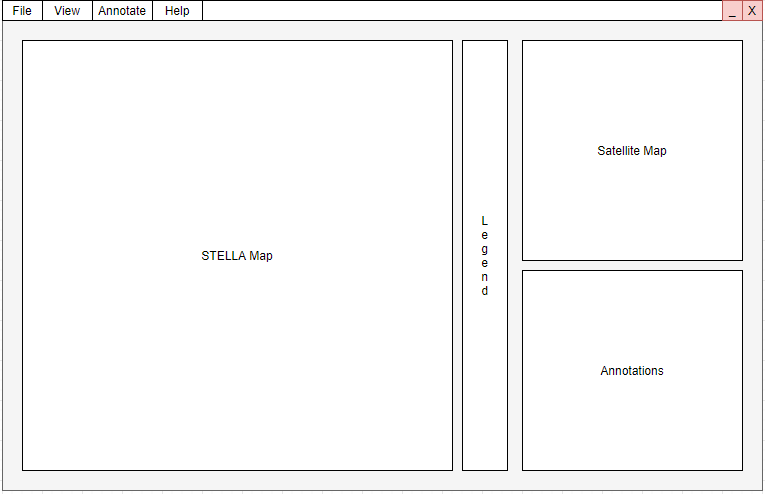 File View Annotate Help _ X
STELLA Map
L
e
g
e
n
d
Satellite Map
Annotations